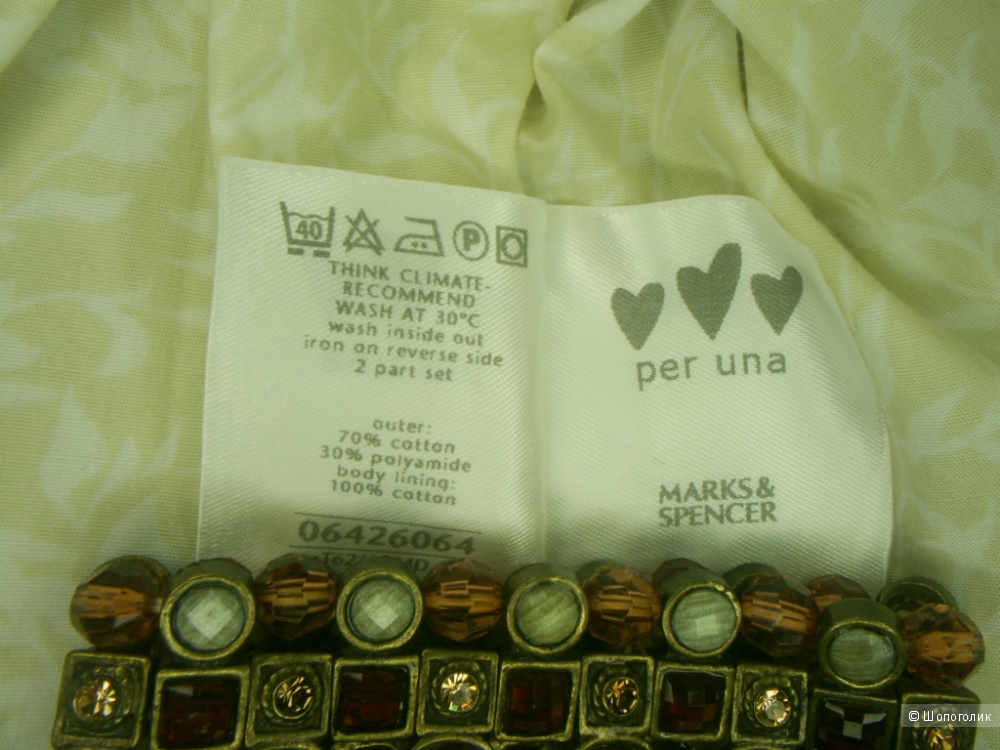 40 P
THINK CLIMATE-
RECOMMEND
WASH AT 30°C
wash inside out
iron on reverse side
2 part set
outer:
70% cotton
30% polyamide
body lining:
100% cotton
06426064
per una
MARKS&
SPENCER
© Шопоголик